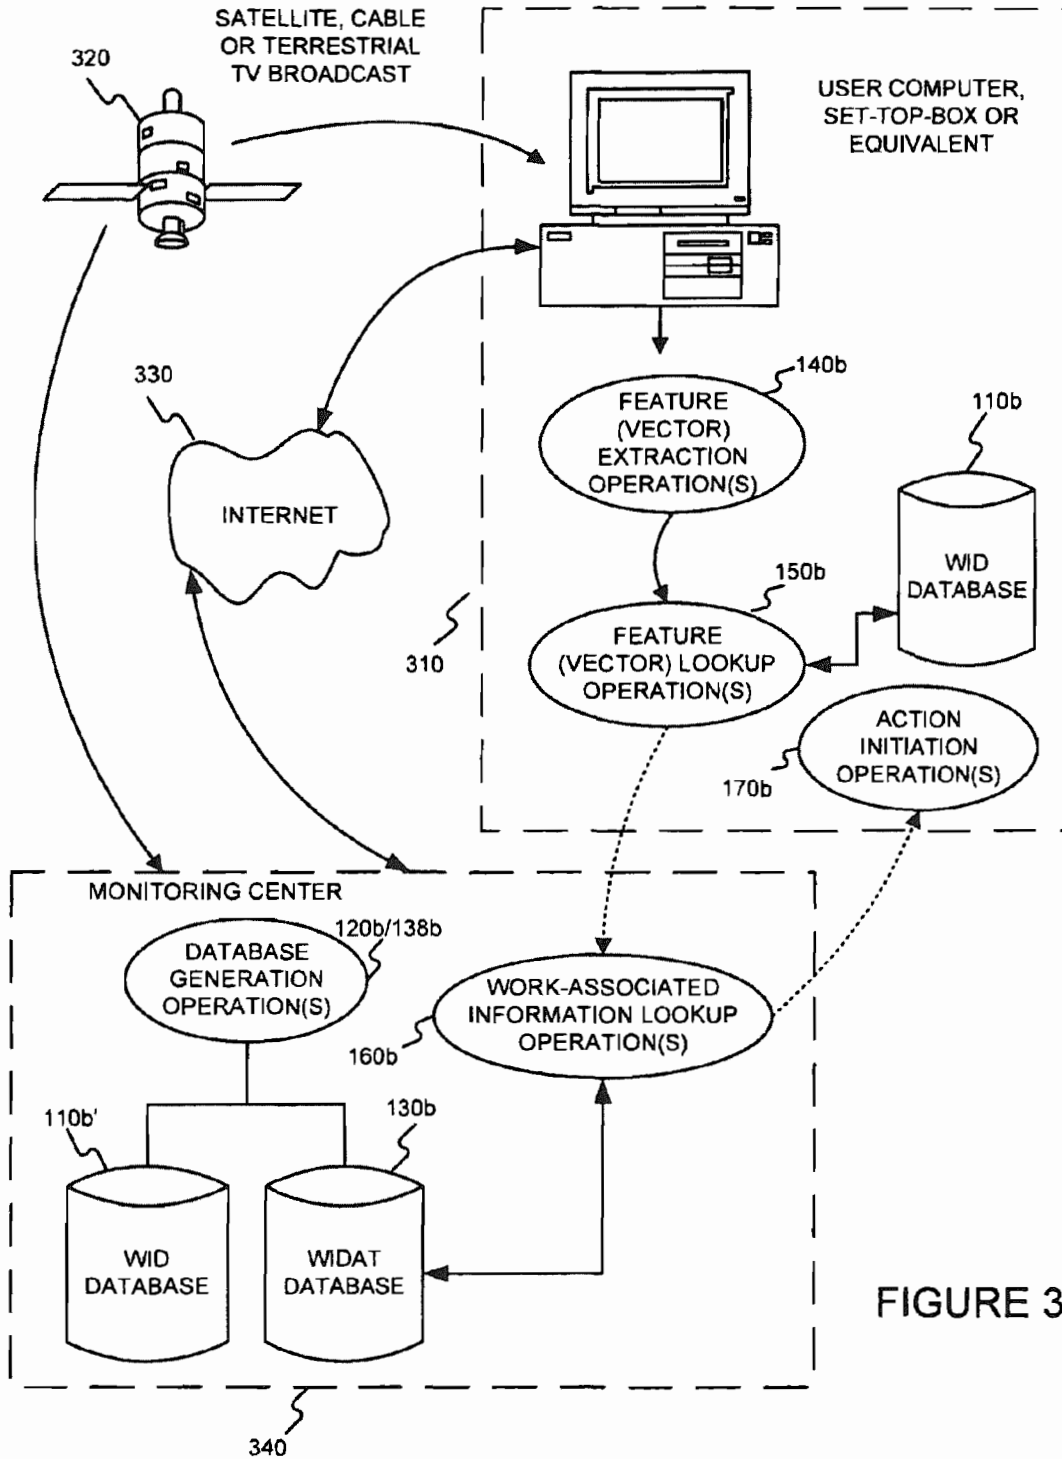 SATELLITE, CABLE
OR TERRESTRIAL
TV BROADCAST
320
USER COMPUTER,
SET-TOP-BOX OR
EQUIVALENT
330
INTERNET
140b
FEATURE
(VECTOR)
EXTRACTION
OPERATION(S)
110b
WID
DATABASE
150b
FEATURE
(VECTOR) LOOKUP
OPERATION(S)
310
ACTION
INITIATION
OPERATION(S)
170b
MONITORING CENTER
120b/138b
DATABASE
GENERATION
OPERATION(S)
WORK-ASSOCIATED
INFORMATION LOOKUP
OPERATION(S)
160b
110b'
130b
WID
DATABASE
WIDAT
DATABASE
FIGURE 3
340